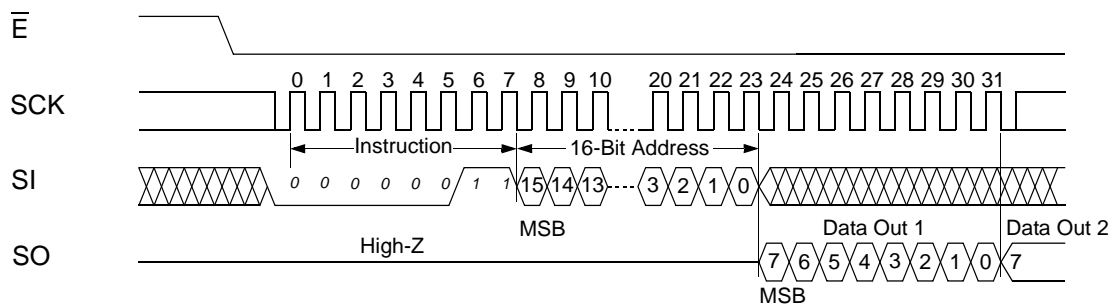 E
SCK
0 1 2 3 4 5 6 7 8 9 10 20 21 22 23 24 25 26 27 28 29 30 31
Instruction 16-Bit Address
SI
0 0 0 0 0 0 1 1 15 14 13 3 2 1 0
MSB Data Out 1 Data Out 2
High-Z
SO
7 6 5 4 3 2 1 0 7
MSB